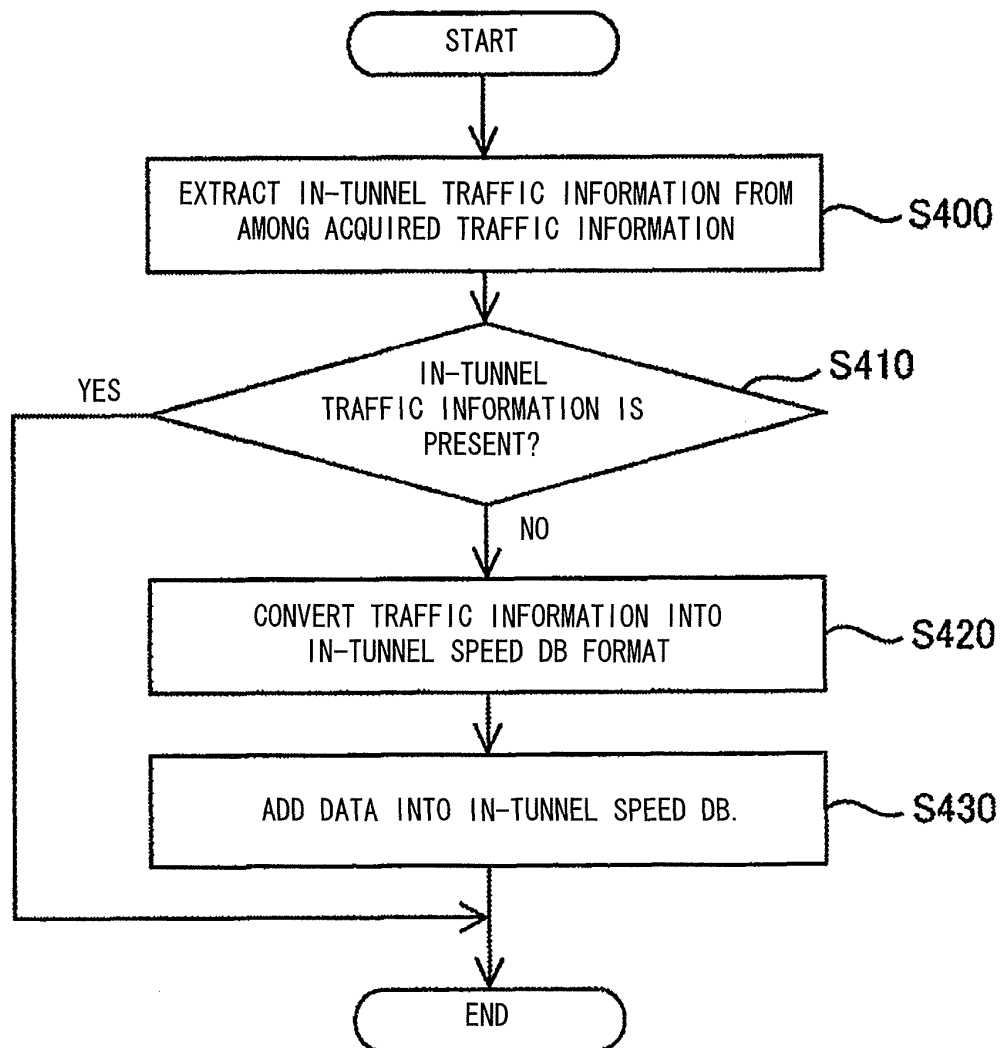 START
EXTRACT IN-TUNNEL TRAFFIC INFORMATION FROM
AMONG ACQUIRED TRAFFIC INFORMATION
S400
IN-TUNNEL
TRAFFIC INFORMATION IS
PRESENT?
S410
YES
NO
CONVERT TRAFFIC INFORMATION INTO
IN-TUNNEL SPEED DB FORMAT
S420
ADD DATA INTO IN-TUNNEL SPEED DB.
S430
END